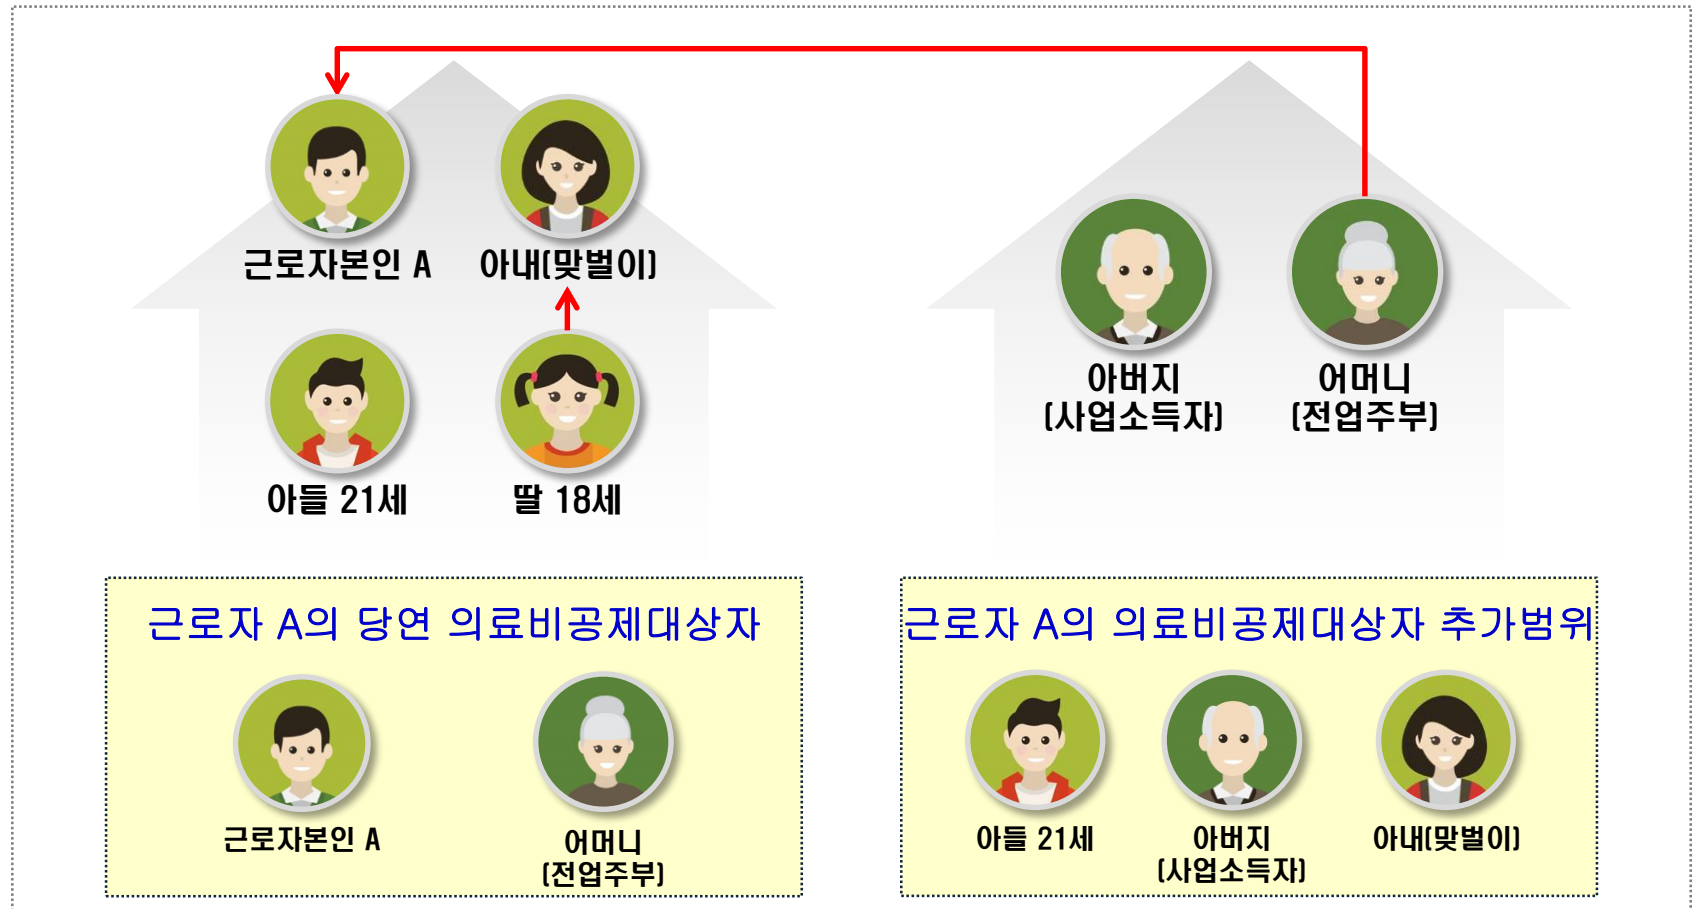 근로자본인 A 아내(맞벌이)
아버지 어머니
(사업소득자) (전업주부)
아들 21세 딸 18세
근로자 A의 당연 의료비공제대상자
근로자본인 A 어머니
(전업주부)
근로자 A의 의료비공제대상자 추가범위
아들 21세 아버지 아내(맞벌이)
(사업소득자)